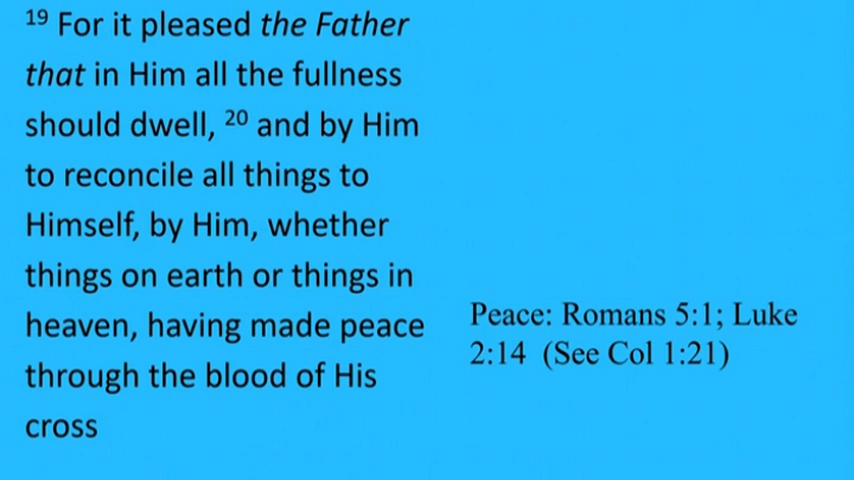 19 For it pleased the Father
that in Him all the fullness
should dwell, 20 and by Him
to reconcile all things to
Himself, by Him, whether
things on earth or things in
heaven, having made peace
through the blood of His
cross
Peace: Romans 5:1; Luke
2:14 (See Col 1:21)